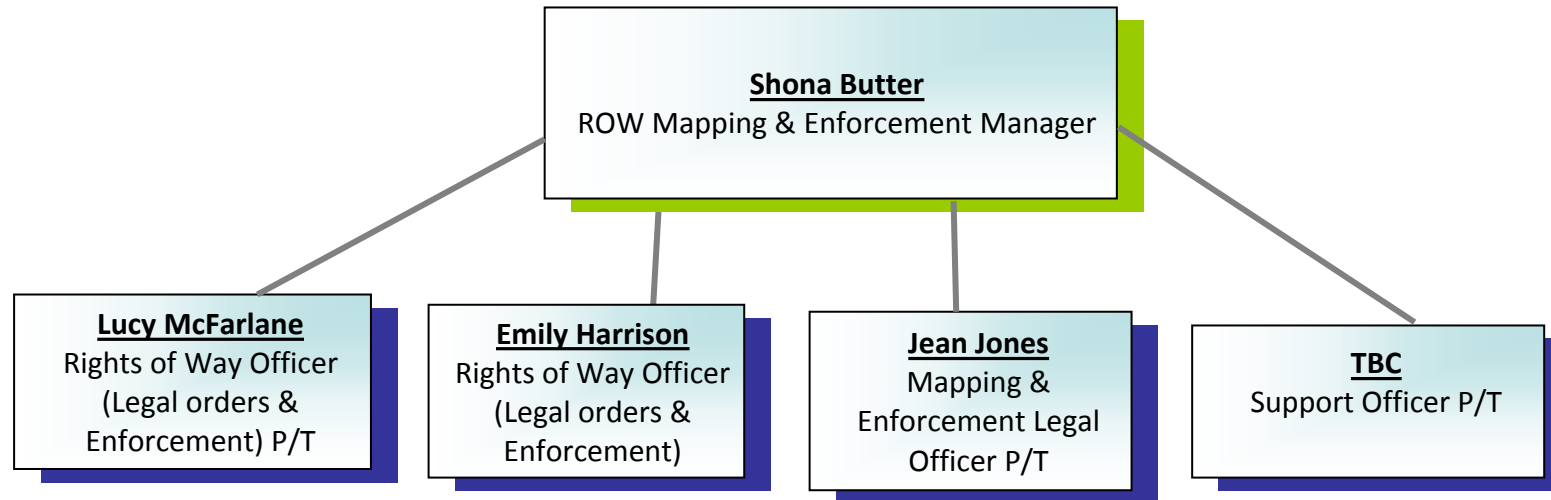 Shona Butter
ROW Mapping & Enforcement Manager
Lucy McFarlane
Rights of Way Officer
(Legal orders &
Enforcement) P/T
Emily Harrison
Rights of Way Officer
(Legal orders &
Enforcement)
Jean Jones
Mapping &
Enforcement Legal
Officer P/T
TBC
Support Officer P/T